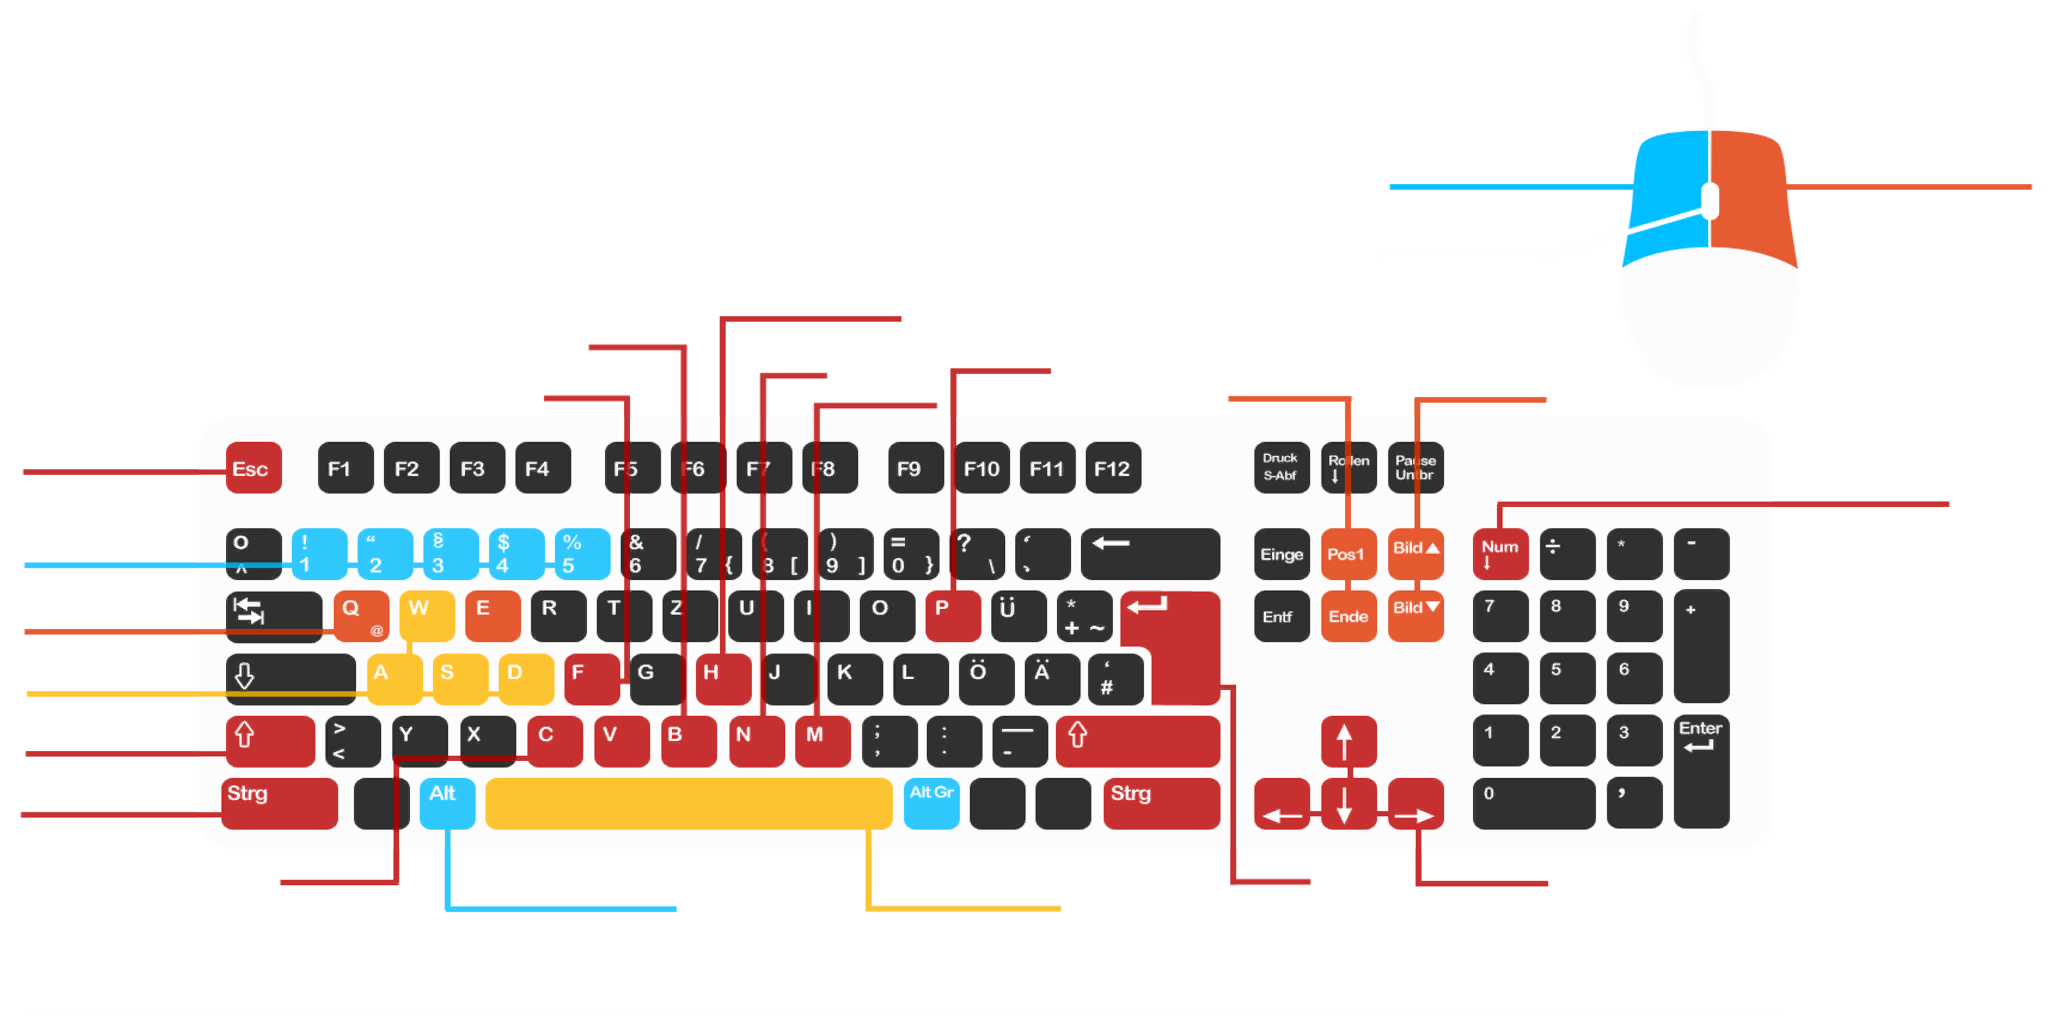 Esc F1 F2 F3 F4 F5 F6 F7 F8 F9 F10 F11 F12 Druck S-Abf Rollen Pause Untbr
O ^ ! 1 “ 2 § 3 $ 4 % 5 & 6 / 7 { ( 8 [ ) 9 ] = 0 } ? \ ‘ ` Einge Pos1 Bild Num ÷ * -
Q @ W E R T Z U I O P Ü * + ~ Entf Ende Bild 7 8 9 +
A S D F G H J K L Ö Ä ‘ # 4 5 6
> < Y X C V B N M ; , : . — - 1 2 3 Enter
Strg Alt Alt Gr Strg 0 ,